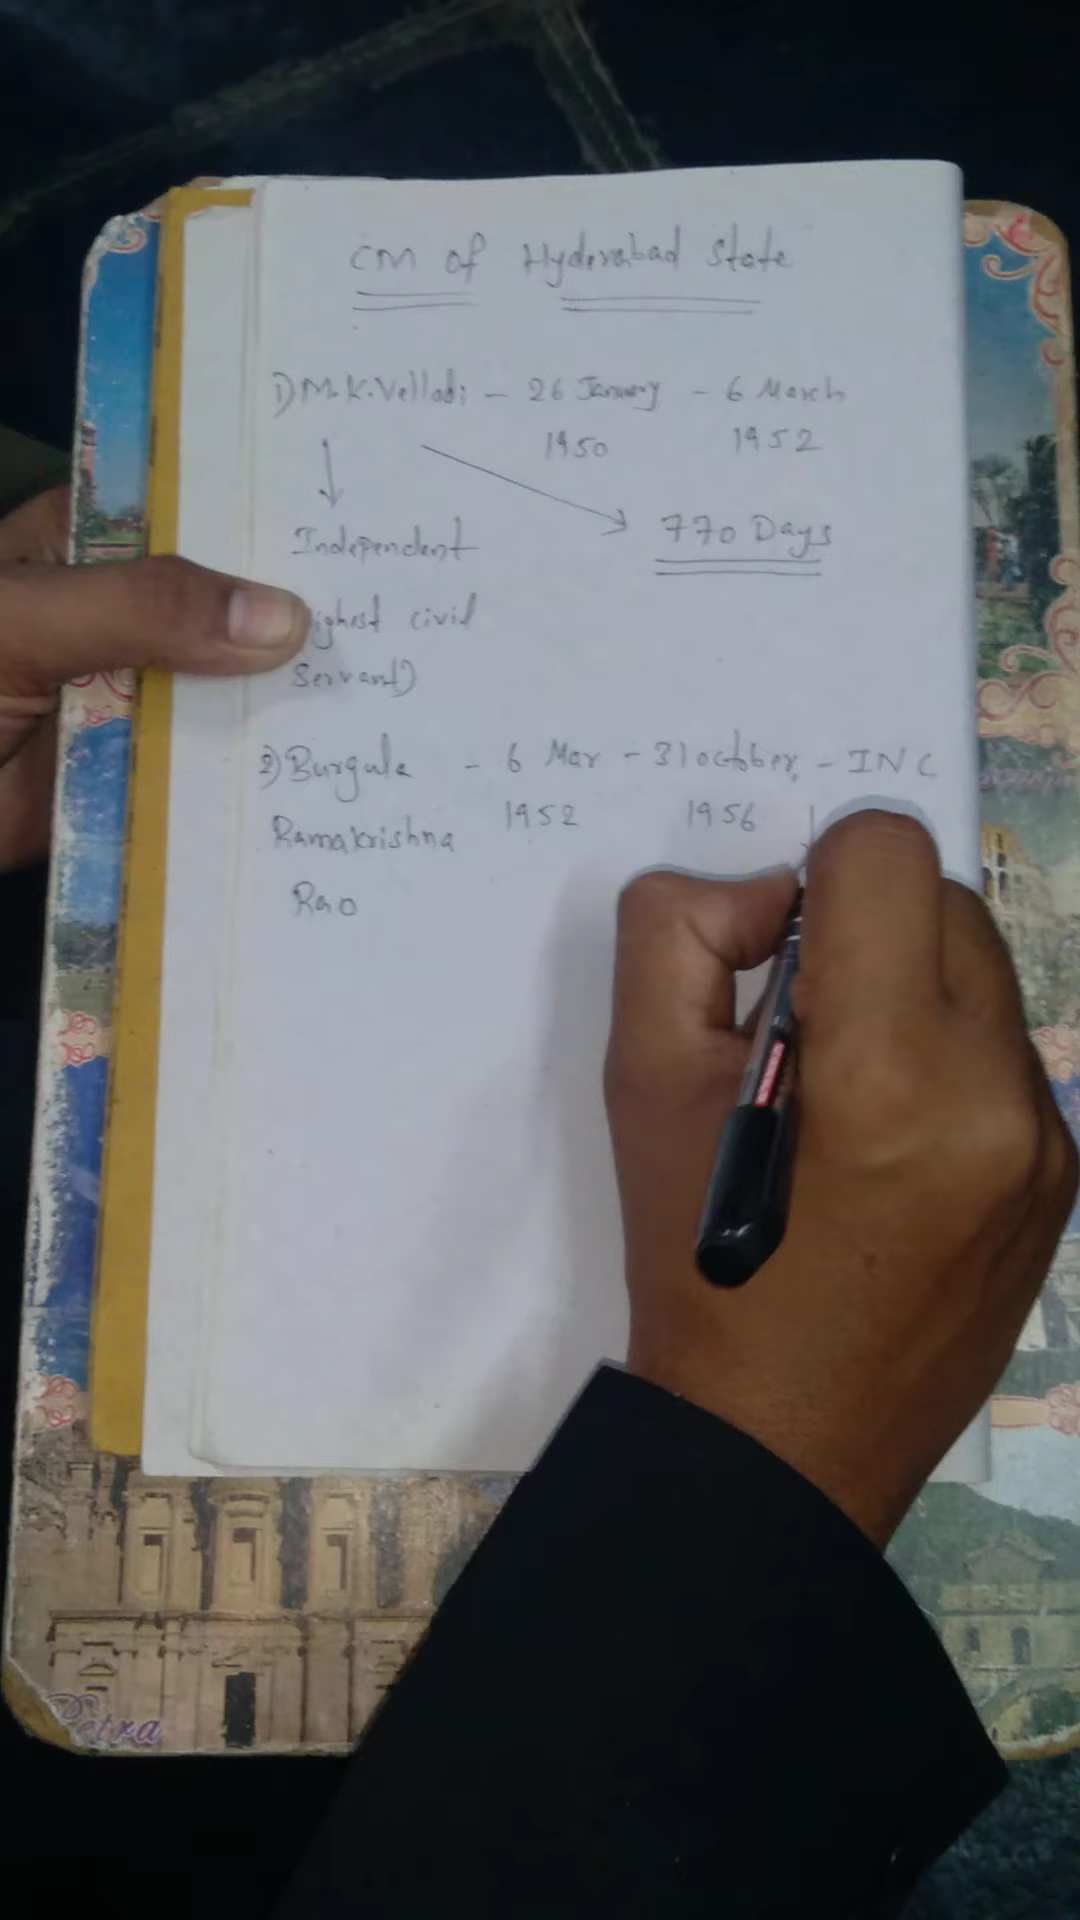 CM of Hyderabad State
1) M.K.Vellodi - 26 January - 6 March
1950 1952
Independent
770 Days
civil
Servant)
2) Burgula - 6 Mar - 31 october, - INC
Ramakrishna 1952 1956
Rao
Petra